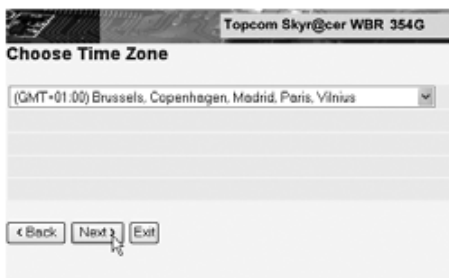 Topcom Skyr@cer WBR 354G
Choose Time Zone
(GMT+01:00) Brussels, Copenhagen, Madrid, Paris, Vilnius
< Back Next > Exit